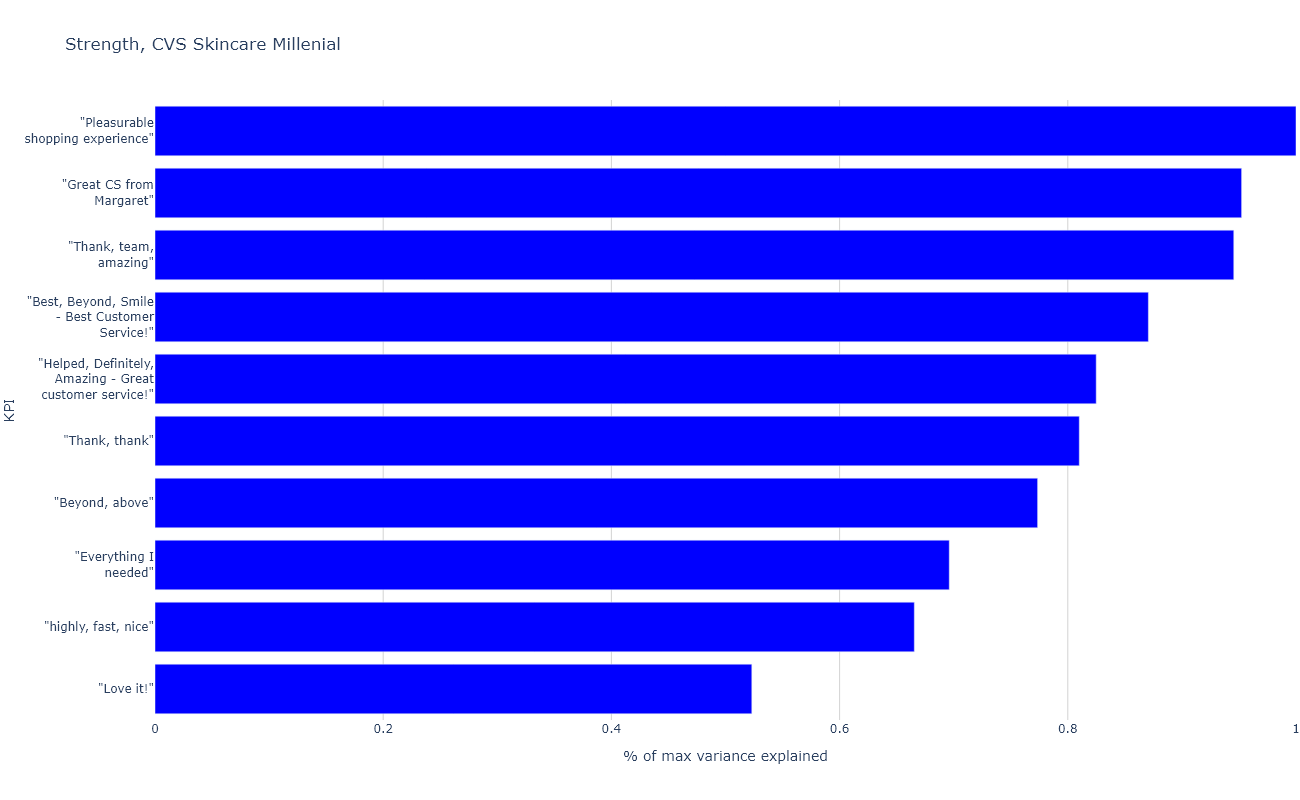 Strength, CVS Skincare Millenial
"Pleasurable
shopping experience"
"Great CS from
Margaret"
"Thank, team,
amazing"
"Best, Beyond, Smile
- Best Customer
Service!"
"Helped, Definitely,
Amazing - Great
customer service!"
"Thank, thank"
"Beyond, above"
"Everything I
needed"
"highly, fast, nice"
"Love it!"
KPI
0 0.2 0.4 0.6 0.8 1
% of max variance explained